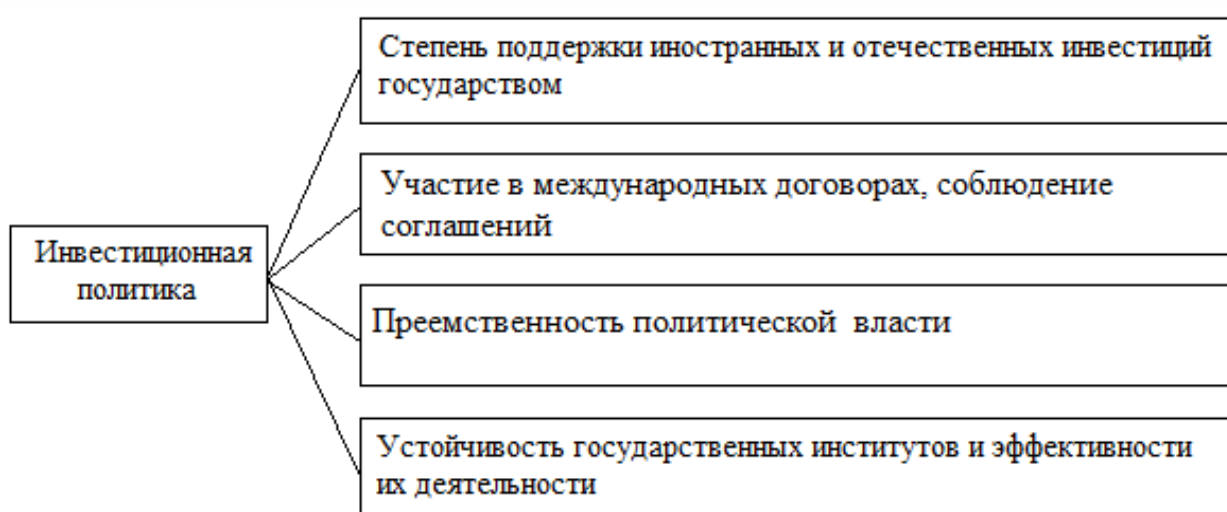 Степень поддержки иностранных и отечественных инвестиций
государством
Участие в международных договорах, соблюдение
соглашений
Инвестиционная
политика
Преемственность политической власти
Устойчивость государственных институтов и эффективности
их деятельности